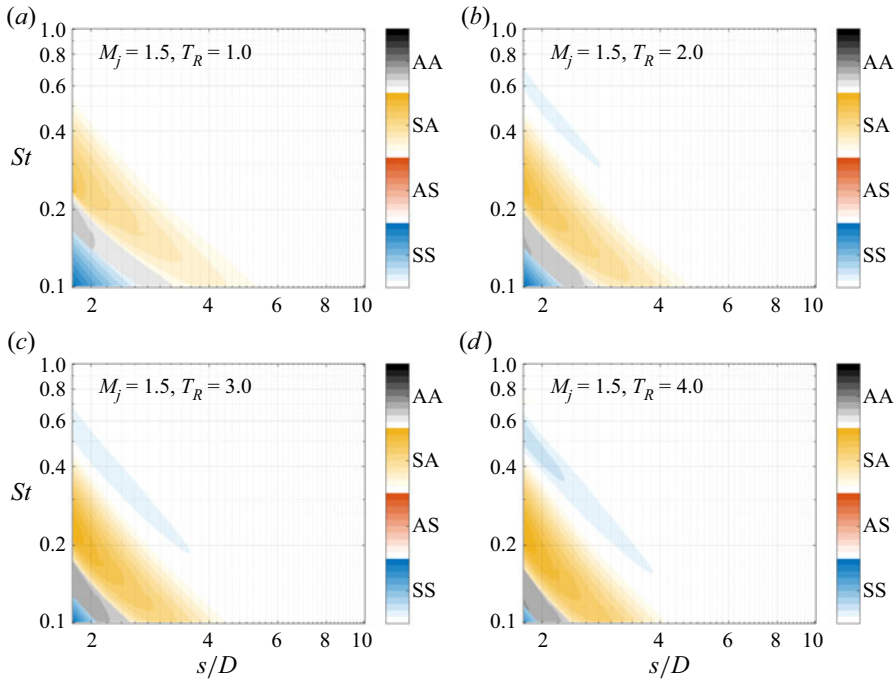 (a)
(b)
1.0
0.8
0.6
0.4
0.2
0.1
St
M_j = 1.5, T_R = 1.0
AA
SA
AS
SS
2
4
6
8
10
1.0
0.8
0.6
0.4
0.2
0.1
M_j = 1.5, T_R = 2.0
AA
SA
AS
SS
2
4
6
8
10
(c)
(d)
1.0
0.8
0.6
0.4
0.2
0.1
St
M_j = 1.5, T_R = 3.0
AA
SA
AS
SS
2
4
6
8
10
s/D
1.0
0.8
0.6
0.4
0.2
0.1
M_j = 1.5, T_R = 4.0
AA
SA
AS
SS
2
4
6
8
10
s/D